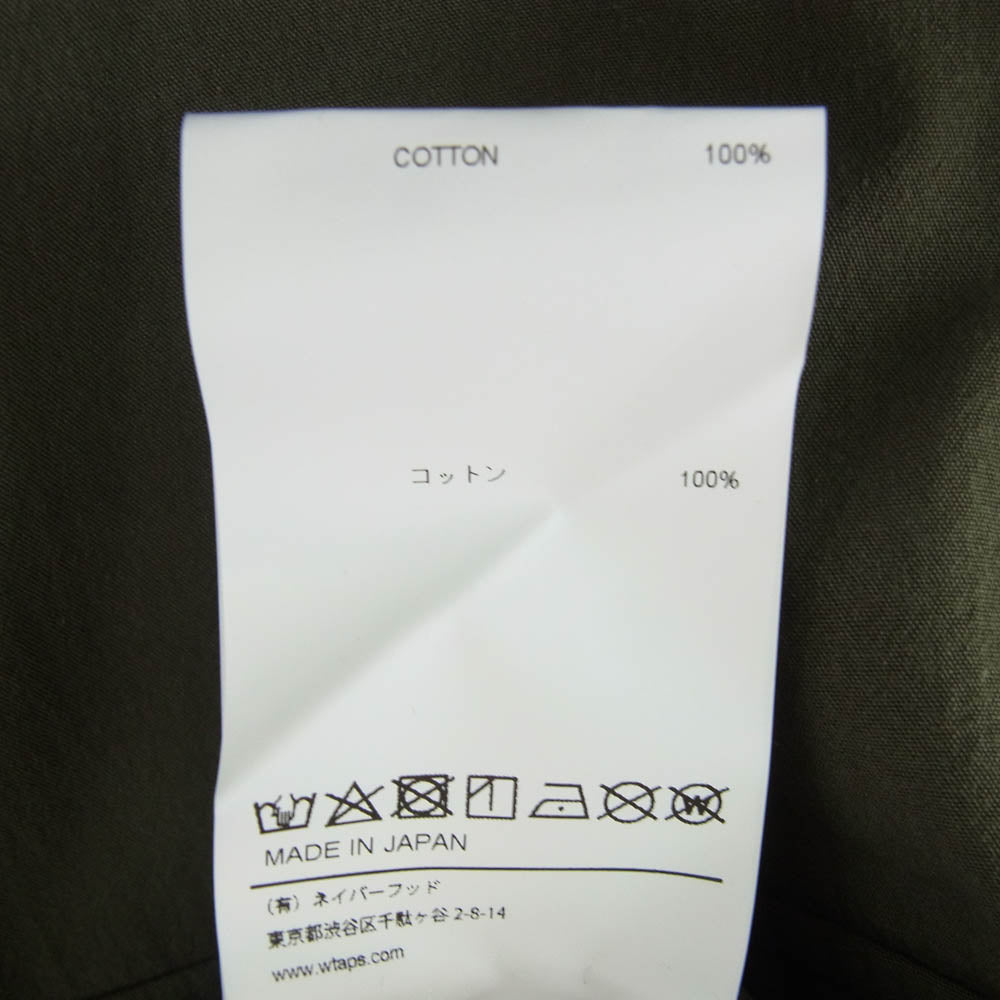 COTTON 100%
コットン 100%
MADE IN JAPAN
(有) ネイバーフッド
東京都渋谷区千駄ヶ谷 2-8-14
www.wtaps.com